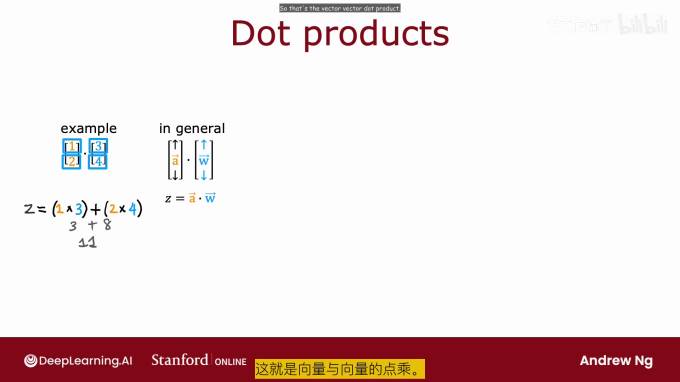 So that's the vector vector dot product.
bilibili
Dot products
example
in general
[1 2] · [3 4]
[↑ a⃗ ↓] · [↑ w⃗ ↓]
z = a⃗ · w⃗
z = (1 × 3) + (2 × 4)
3 + 8
11
DeepLearning.AI
Stanford | ONLINE
Andrew Ng
这就是向量与向量的点乘。